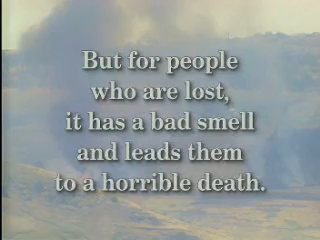 But for people
who are lost,
it has a bad smell
and leads them
to a horrible death.